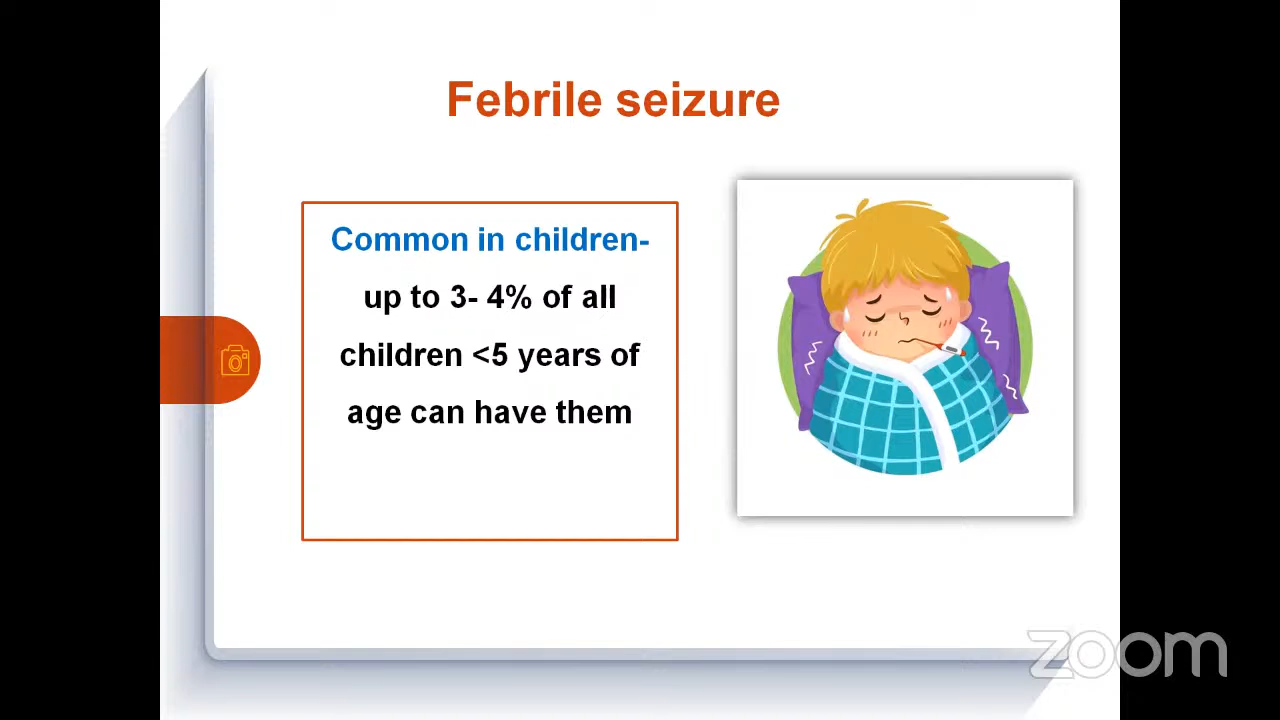 Febrile seizure
Common in children-
up to 3- 4% of all
children <5 years of
age can have them
zoom